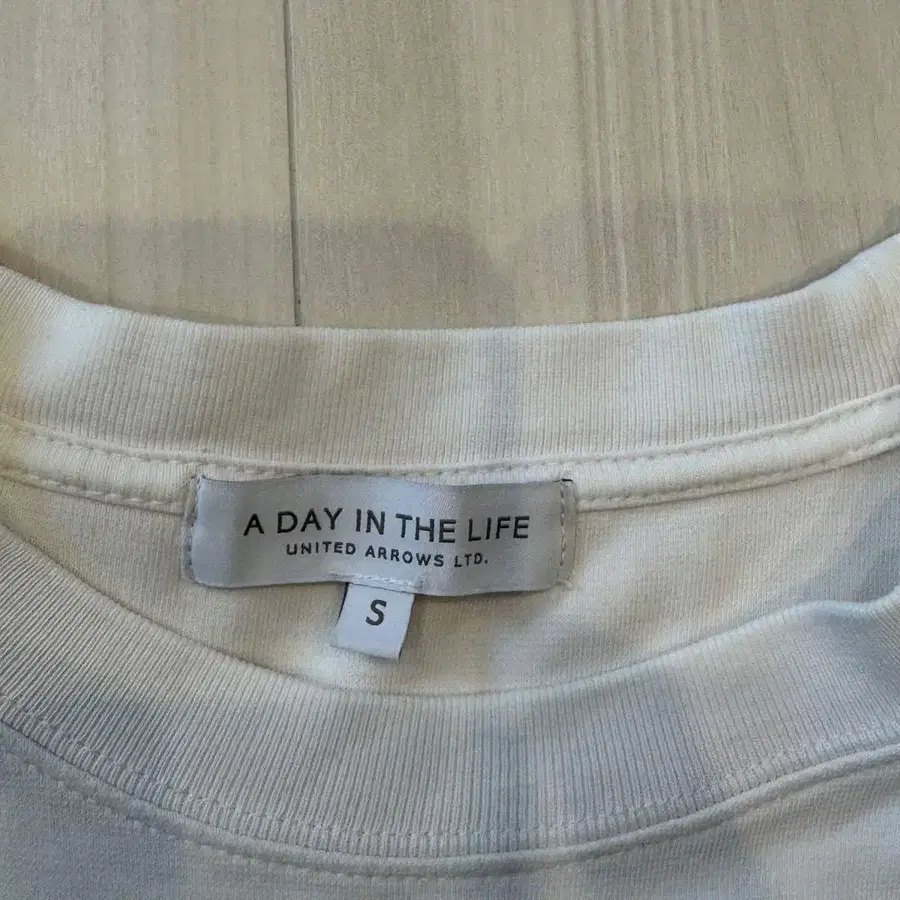 A DAY IN THE LIFE
UNITED ARROWS LTD.
S